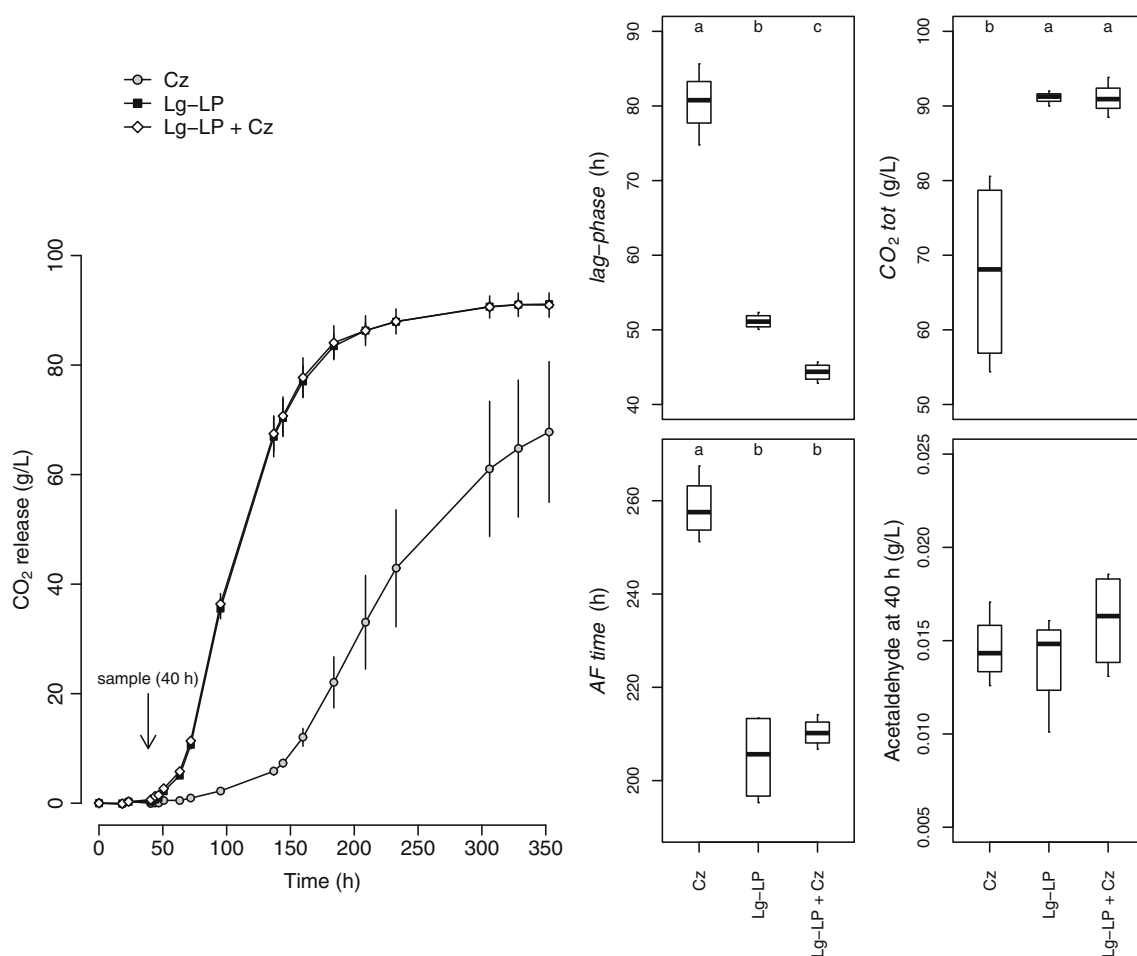 Cz
Lg−LP
Lg−LP + Cz
CO2 release (g/L)
100
80
60
40
20
0
sample (40 h)
0 50 100 150 200 250 300 350
Time (h)
lag−phase (h)
90
80
70
60
50
40
a b c
CO2 tot (g/L)
100
90
80
70
60
50
b a a
AF time (h)
260
240
220
200
a b b
Cz
Lg−LP
Lg−LP + Cz
Acetaldehyde at 40 h (g/L)
0.025
0.020
0.015
0.010
0.005
Cz
Lg−LP
Lg−LP + Cz